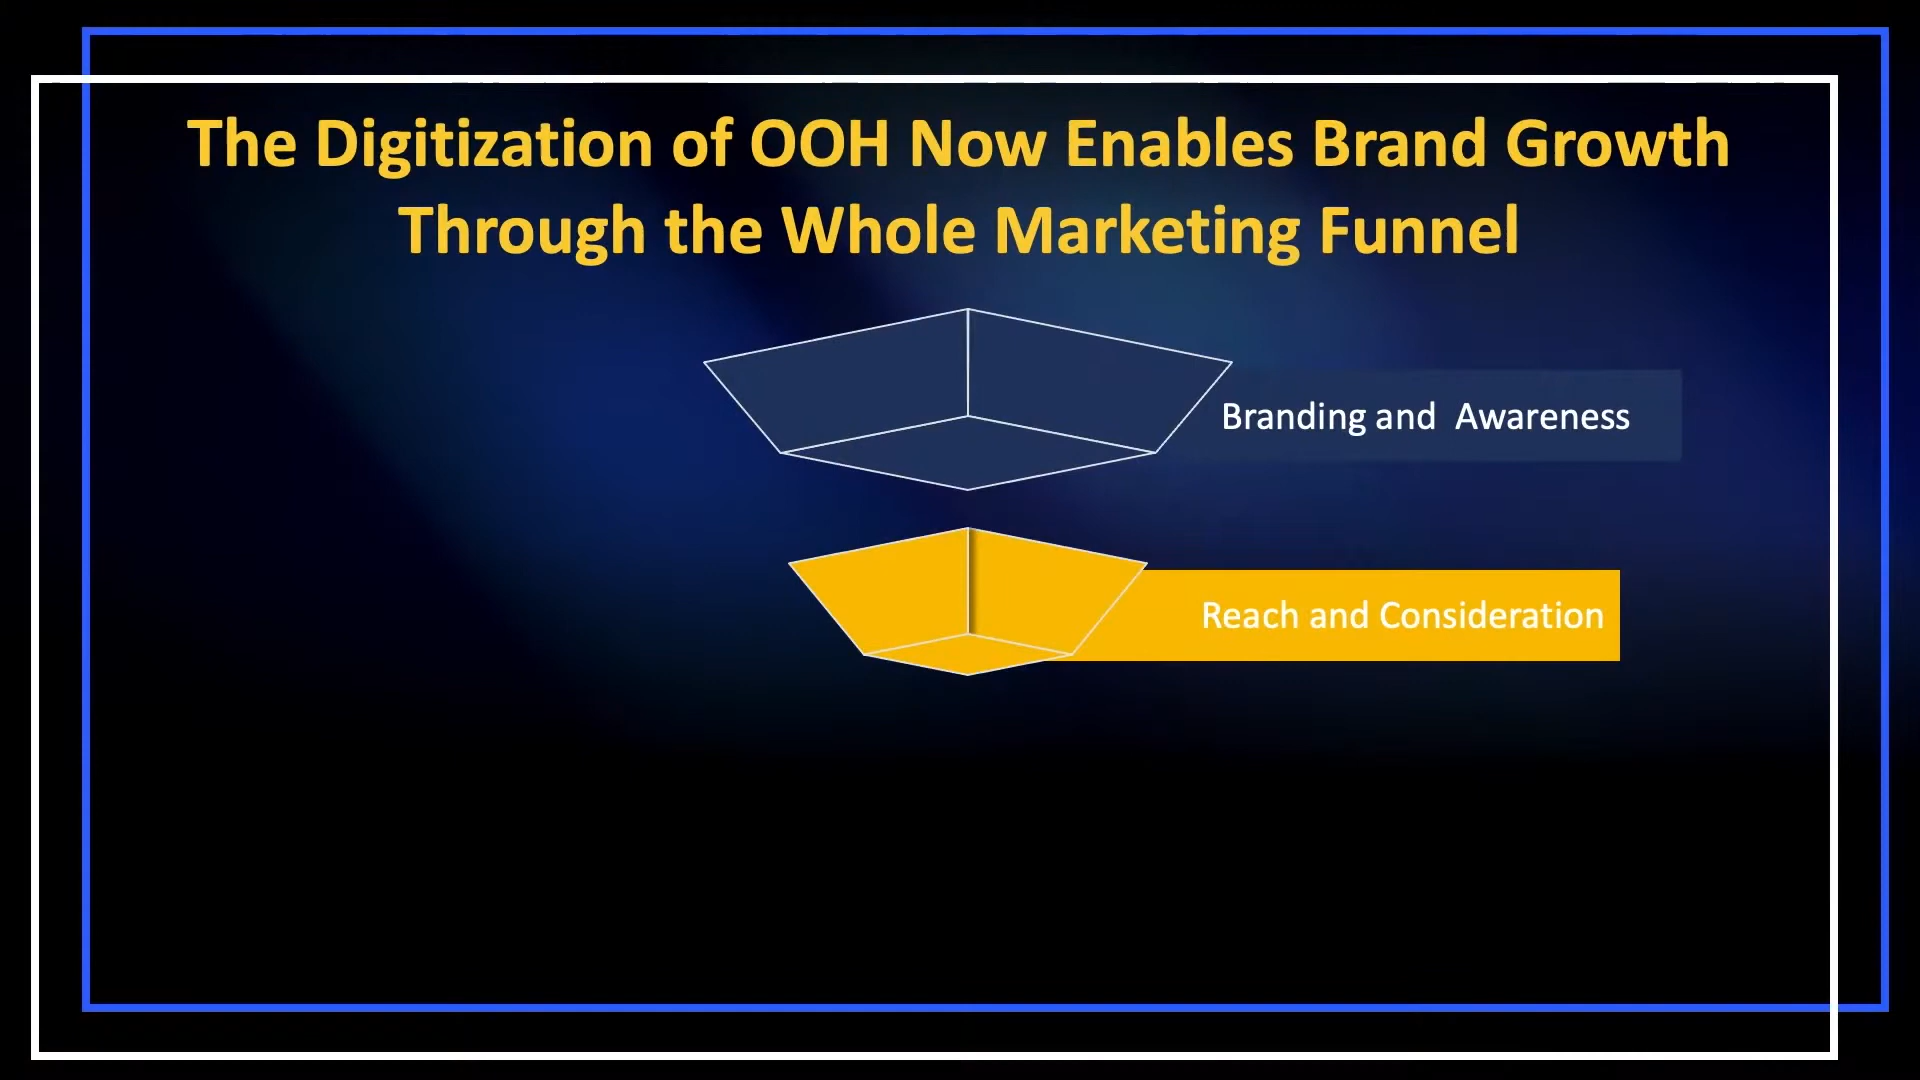 The Digitization of OOH Now Enables Brand Growth
Through the Whole Marketing Funnel
Branding and  Awareness
Reach and Consideration